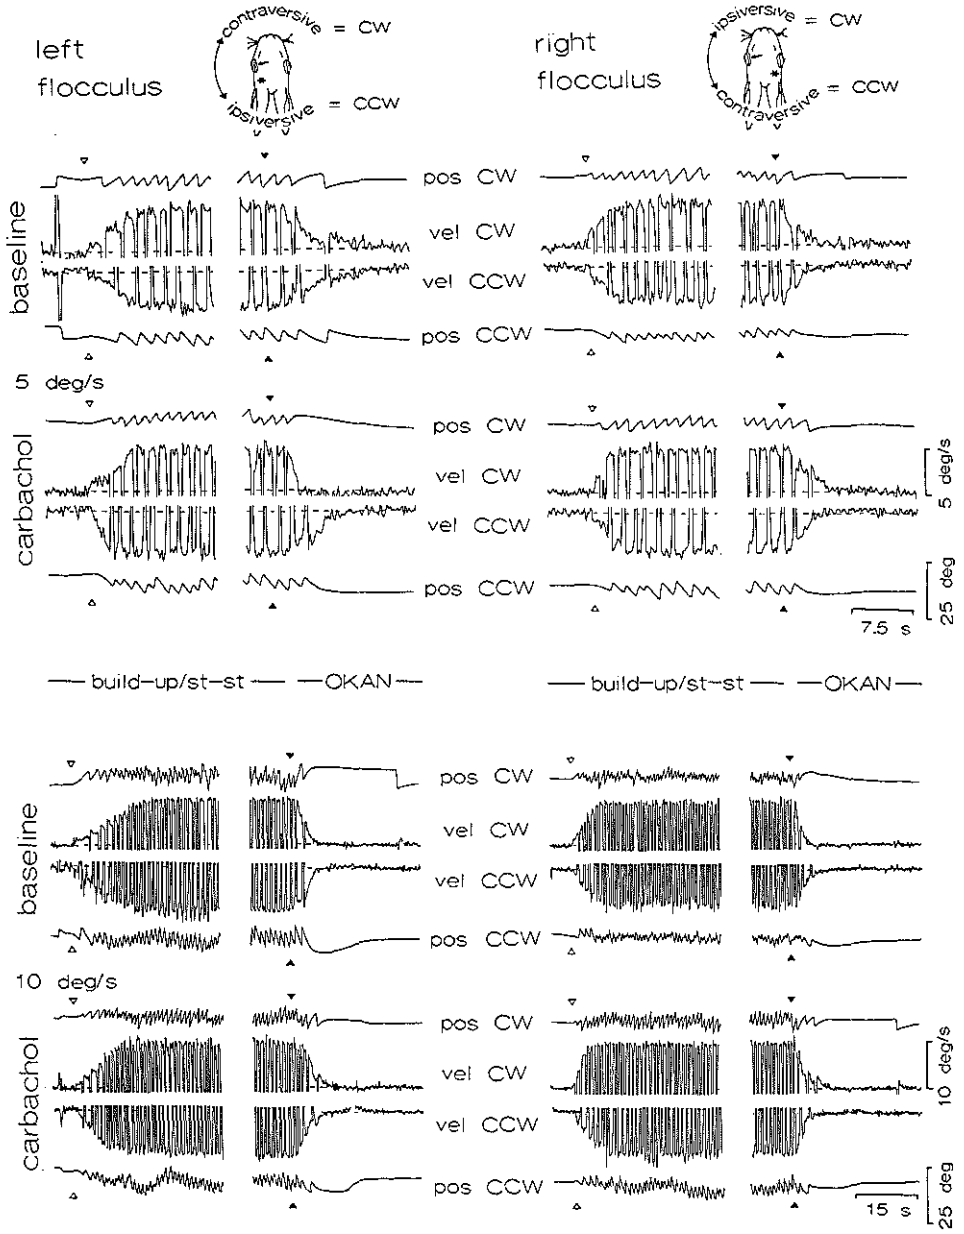 left
flocculus
contraversive = CW
ipsiversive = CCW
right
flocculus
ipsiversive = CW
contraversive = CCW
baseline
pos CW
vel CW
vel CCW
pos CCW
5 deg/s
carbachol
pos CW
vel CW
vel CCW
pos CCW
5 deg/s
25 deg
7.5 s
build-up/st-st
OKAN
build-up/st-st
OKAN
baseline
pos CW
vel CW
vel CCW
pos CCW
10 deg/s
carbachol
pos CW
vel CW
vel CCW
pos CCW
10 deg/s
25 deg
15 s